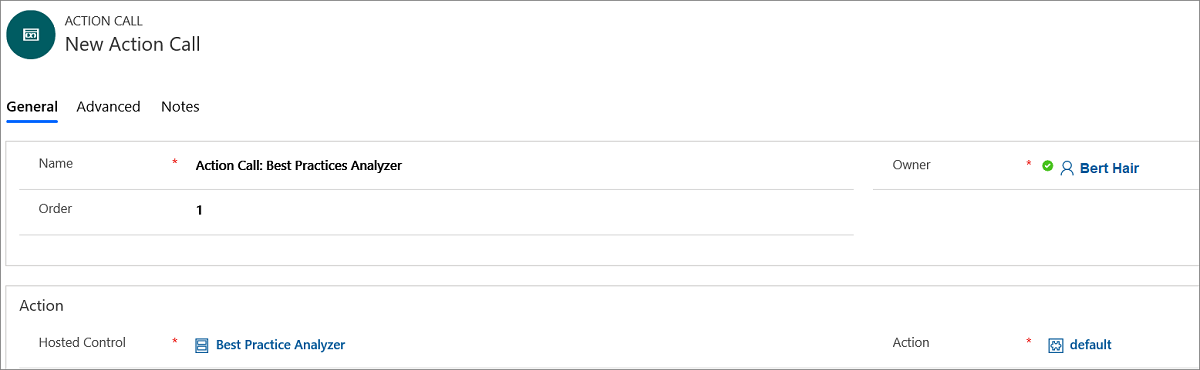 ACTION CALL
New Action Call
General Advanced Notes
Name * Action Call: Best Practices Analyzer Owner * Bert Hair
Order 1
Action
Hosted Control * Best Practice Analyzer Action * default